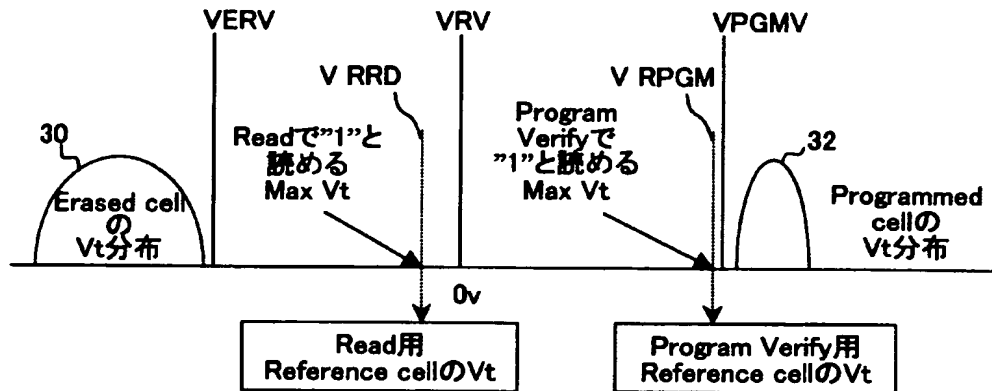 VERV
VRV
VPGMV
V RRD
V RPGM
30
Readで"1"と
読める
Max Vt
Program
Verifyで
"1"と読める
Max Vt
32
Erased cell
の
Vt分布
Programmed
cellの
Vt分布
0v
Read用
Reference cellのVt
Program Verify用
Reference cellのVt